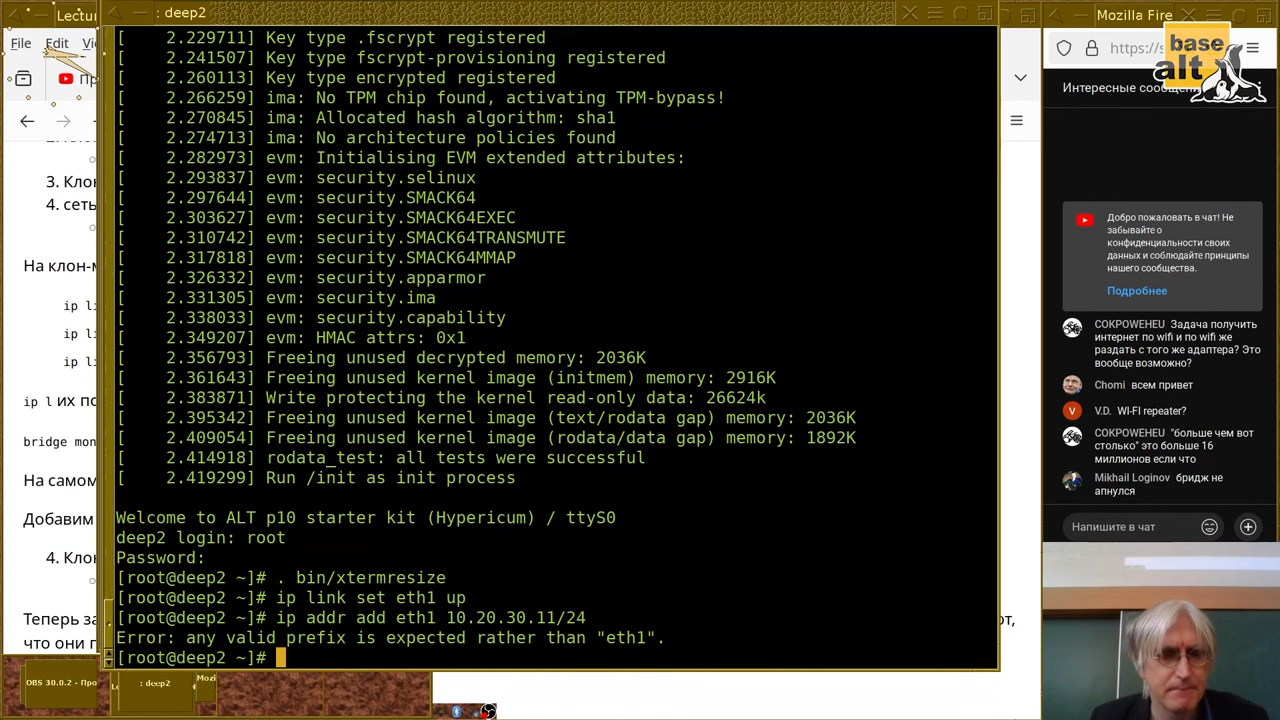 Lectur
: deep2
Mozilla Fire
File
Edit
Vi
Пр
https://s
base
alt
Интересные сообщени
3. Клон
4. сеть
На клон-м
ip li
ip li
ip li
ip l их по
bridge mon
На самом
Добавим
4. Клон
Теперь за
что они п
от,
[    2.229711] Key type .fscrypt registered
[    2.241507] Key type fscrypt-provisioning registered
[    2.260113] Key type encrypted registered
[    2.266259] ima: No TPM chip found, activating TPM-bypass!
[    2.270845] ima: Allocated hash algorithm: sha1
[    2.274713] ima: No architecture policies found
[    2.282973] evm: Initialising EVM extended attributes:
[    2.293837] evm: security.selinux
[    2.297644] evm: security.SMACK64
[    2.303627] evm: security.SMACK64EXEC
[    2.310742] evm: security.SMACK64TRANSMUTE
[    2.317818] evm: security.SMACK64MMAP
[    2.326332] evm: security.apparmor
[    2.331305] evm: security.ima
[    2.338033] evm: security.capability
[    2.349207] evm: HMAC attrs: 0x1
[    2.356793] Freeing unused decrypted memory: 2036K
[    2.361643] Freeing unused kernel image (initmem) memory: 2916K
[    2.383871] Write protecting the kernel read-only data: 26624k
[    2.395342] Freeing unused kernel image (text/rodata gap) memory: 2036K
[    2.409054] Freeing unused kernel image (rodata/data gap) memory: 1892K
[    2.414918] rodata_test: all tests were successful
[    2.419299] Run /init as init process
Welcome to ALT p10 starter kit (Hypericum) / ttyS0
deep2 login: root
Password:
[root@deep2 ~]# . bin/xtermresize
[root@deep2 ~]# ip link set eth1 up
[root@deep2 ~]# ip addr add eth1 10.20.30.11/24
Error: any valid prefix is expected rather than "eth1".
[root@deep2 ~]#
Добро пожаловать в чат! Не
забывайте о
конфиденциальности своих
данных и соблюдайте принципы
нашего сообщества.
Подробнее
COKPOWEHEU Задача получить
интернет по wifi и по wifi же
раздать с того же адаптера? Это
вообще возможно?
Chomi всем привет
V
V.D. WI-FI repeater?
COKPOWEHEU "больше чем вот
столько" это больше 16
миллионов если что
Mikhail Loginov бридж не
апнулся
Напишите в чат
OBS 30.0.2 - Про
: deep2
Mozi